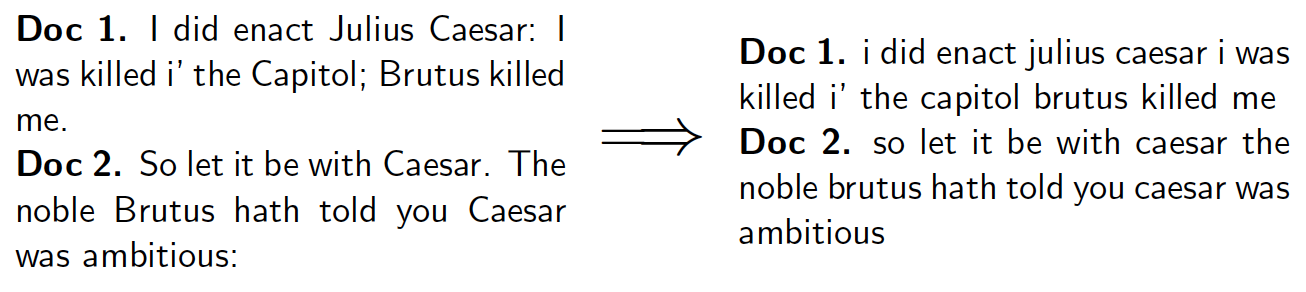 Doc 1. I did enact Julius Caesar: I
was killed i' the Capitol; Brutus killed
me.
Doc 2. So let it be with Caesar. The
noble Brutus hath told you Caesar
was ambitious:
Doc 1. i did enact julius caesar i was
killed i' the capitol brutus killed me
Doc 2. so let it be with caesar the
noble brutus hath told you caesar was
ambitious